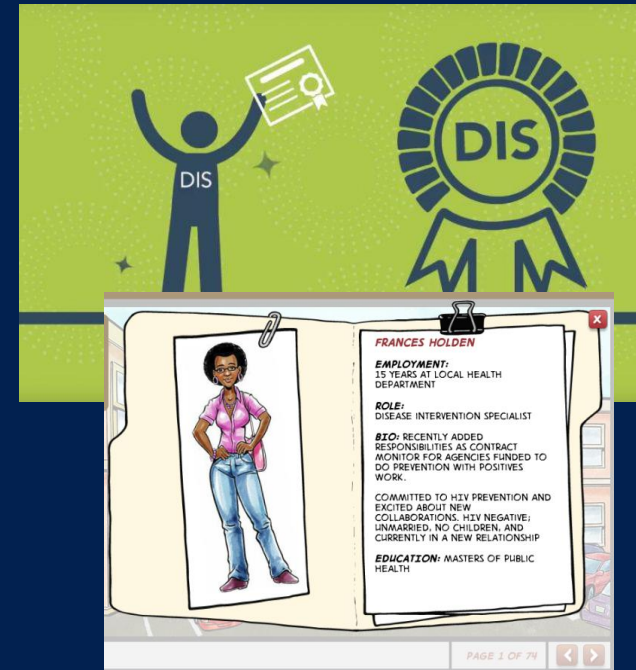 DIS
DIS
FRANCES HOLDEN
EMPLOYMENT:
15 YEARS AT LOCAL HEALTH
DEPARTMENT
ROLE:
DISEASE INTERVENTION SPECIALIST
BIO: RECENTLY ADDED
RESPONSIBILITIES AS CONTRACT
MONITOR FOR AGENCIES FUNDED TO
DO PREVENTION WITH POSITIVES
WORK.
COMMITTED TO HIV PREVENTION AND
EXCITED ABOUT NEW
COLLABORATIONS. HIV NEGATIVE;
UNMARRIED, NO CHILDREN, AND
CURRENTLY IN A NEW RELATIONSHIP
EDUCATION: MASTERS OF PUBLIC
HEALTH
PAGE 1 OF 74